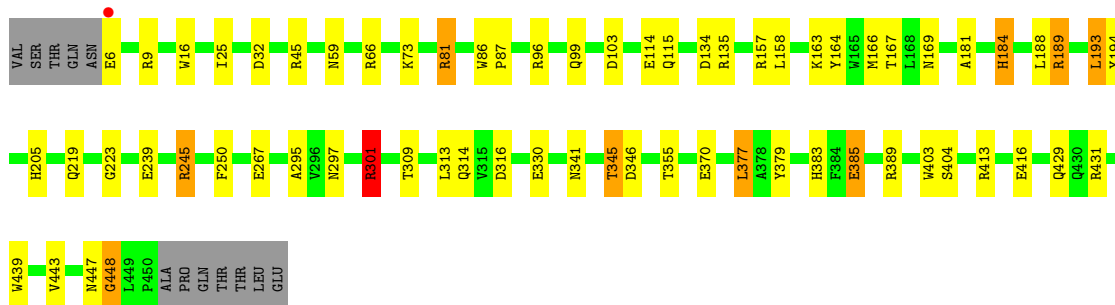 VAL SER THR GLN ASN E6 R9 W16 I25 D32 R45 N59 R66 K73 R81 W86 P87 R96 Q99 D103 E114 Q115 D134 R135 R157 L158 K163 Y164 W165 M166 T167 L168 N169 A181 H184 L188 R189 L193 Y194
H205 Q219 G223 E239 R245 F250 E267 A295 V296 N297 R301 T309 L313 Q314 V315 D316 E330 N341 T345 D346 T355 E370 L377 A378 Y379 H383 F384 E385 R389 W403 S404 R413 E416 Q429 Q430 R431
W439 V443 N447 G448 L449 P450 ALA PRO GLN THR THR LEU GLU